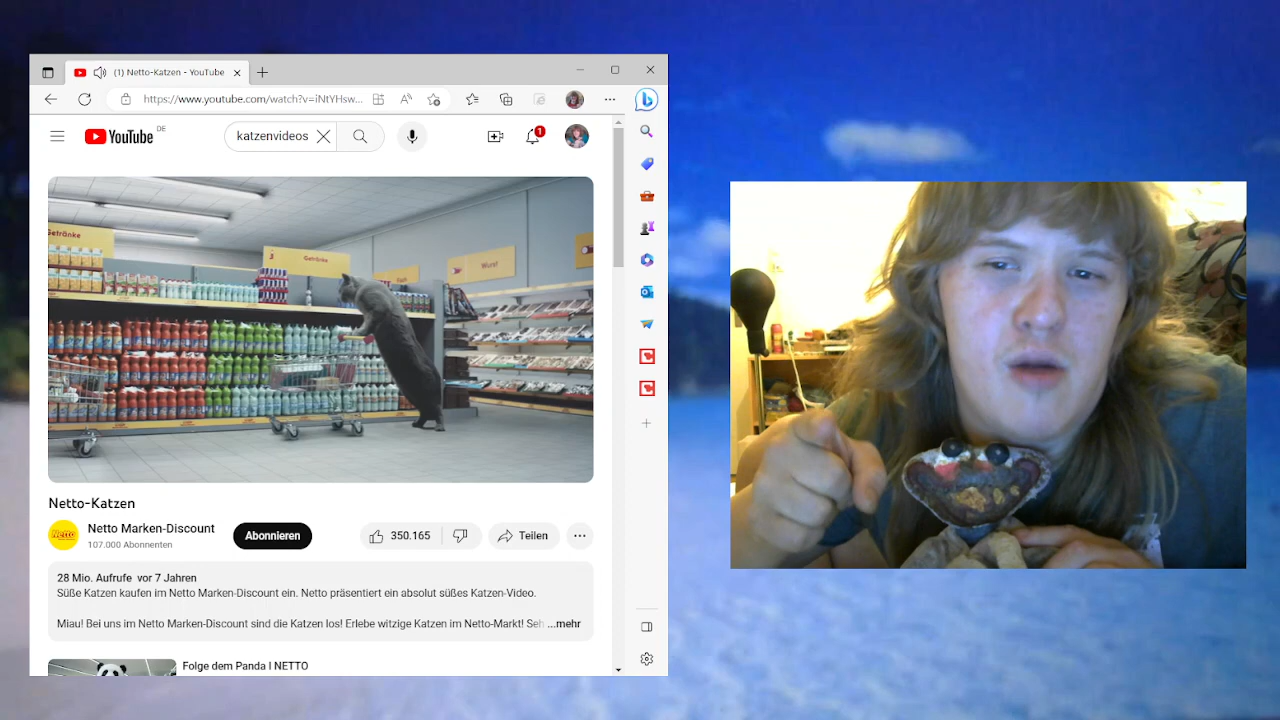 (1) Netto-Katzen - YouTube
https://www.youtube.com/watch?v=iNtYHsw...
YouTube DE
katzenvideos
1
Getränke
3 Getränke
Wurst
Netto-Katzen
Netto
Netto Marken-Discount
107.000 Abonnenten
Abonnieren
350.165
Teilen
28 Mio. Aufrufe vor 7 Jahren
Süße Katzen kaufen im Netto Marken-Discount ein. Netto präsentiert ein absolut süßes Katzen-Video.
Miau! Bei uns im Netto Marken-Discount sind die Katzen los! Erlebe witzige Katzen im Netto-Markt! Seh ...mehr
Folge dem Panda I NETTO